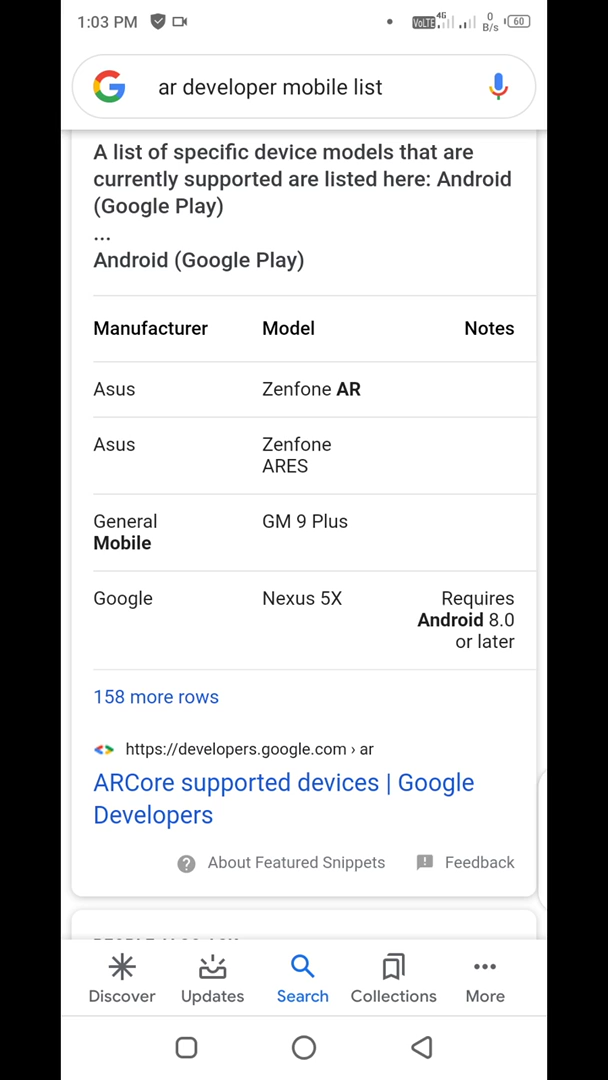 1:03 PM VoLTE 4G 0 B/s 60
ar developer mobile list
A list of specific device models that are
currently supported are listed here: Android
(Google Play)
...
Android (Google Play)
Manufacturer Model Notes
Asus Zenfone AR
Asus Zenfone
ARES
General GM 9 Plus
Mobile
Google Nexus 5X Requires
Android 8.0
or later
158 more rows
https://developers.google.com › ar
ARCore supported devices | Google
Developers
About Featured Snippets Feedback
Discover Updates Search Collections More